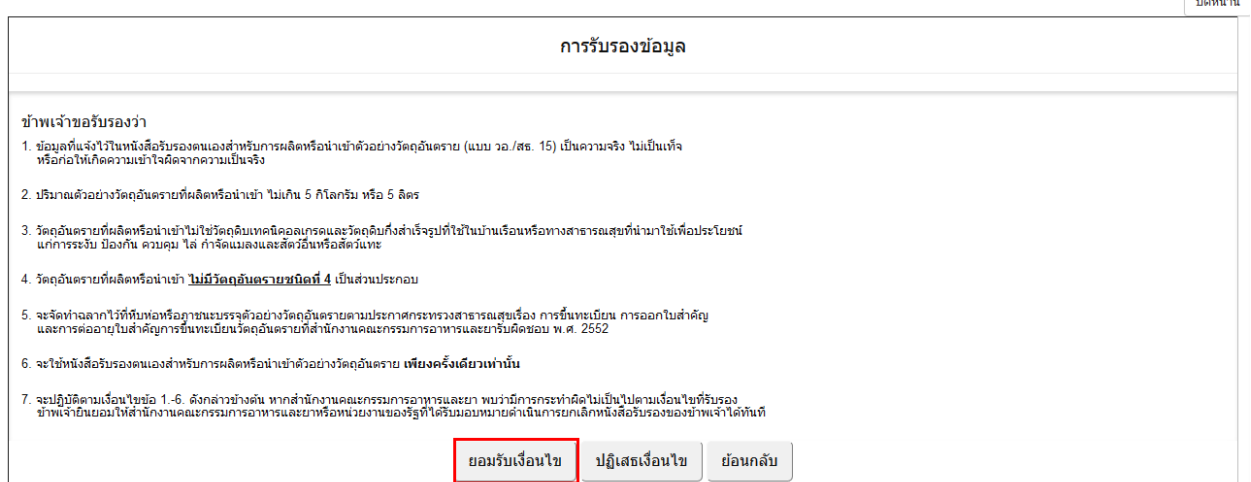 ปิดหน้านี้
การรับรองข้อมูล
ข้าพเจ้าขอรับรองว่า
1. ข้อมูลที่แจ้งไว้ในหนังสือรับรองตนเองสำหรับการผลิตหรือนำเข้าตัวอย่างวัตถุอันตราย (แบบ วอ./สธ. 15) เป็นความจริง ไม่เป็นเท็จ
หรือก่อให้เกิดความเข้าใจผิดจากความเป็นจริง
2. ปริมาณตัวอย่างวัตถุอันตรายที่ผลิตหรือนำเข้า ไม่เกิน 5 กิโลกรัม หรือ 5 ลิตร
3. วัตถุอันตรายที่ผลิตหรือนำเข้าไม่ใช่วัตถุดิบเทคนิคอลเกรดและวัตถุดิบกึ่งสำเร็จรูปที่ใช้ในบ้านเรือนหรือทางสาธารณสุขที่นำมาใช้เพื่อประโยชน์
แก่การระงับ ป้องกัน ควบคุม ไล่ กำจัดแมลงและสัตว์อื่นหรือสัตว์แทะ
4. วัตถุอันตรายที่ผลิตหรือนำเข้า ไม่มีวัตถุอันตรายชนิดที่ 4 เป็นส่วนประกอบ
5. จะจัดทำฉลากไว้ที่หีบห่อหรือภาชนะบรรจุตัวอย่างวัตถุอันตรายตามประกาศกระทรวงสาธารณสุขเรื่อง การขึ้นทะเบียน การออกใบสำคัญ
และการต่ออายุใบสำคัญการขึ้นทะเบียนวัตถุอันตรายที่สำนักงานคณะกรรมการอาหารและยารับผิดชอบ พ.ศ. 2552
6. จะใช้หนังสือรับรองตนเองสำหรับการผลิตหรือนำเข้าตัวอย่างวัตถุอันตราย เพียงครั้งเดียวเท่านั้น
7. จะปฏิบัติตามเงื่อนไขข้อ 1.-6. ดังกล่าวข้างต้น หากสำนักงานคณะกรรมการอาหารและยา พบว่ามีการกระทำผิดไม่เป็นไปตามเงื่อนไขที่รับรอง
ข้าพเจ้ายินยอมให้สำนักงานคณะกรรมการอาหารและยาหรือหน่วยงานของรัฐที่ได้รับมอบหมายดำเนินการยกเลิกหนังสือรับรองของข้าพเจ้าได้ทันที
ยอมรับเงื่อนไข ปฏิเสธเงื่อนไข ย้อนกลับ